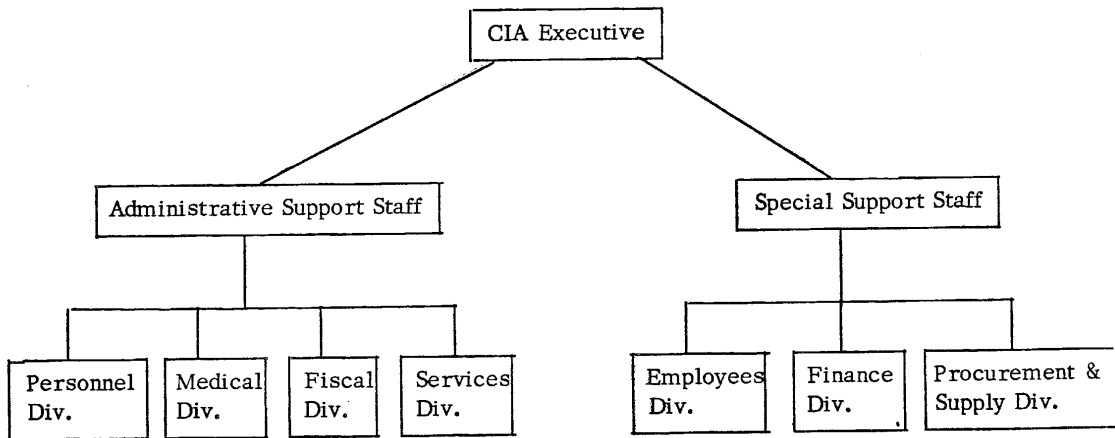 CIA Executive
Administrative Support Staff
Special Support Staff
Personnel
Div.
Medical
Div.
Fiscal
Div.
Services
Div.
Employees
Div.
Finance
Div.
Procurement &
Supply Div.